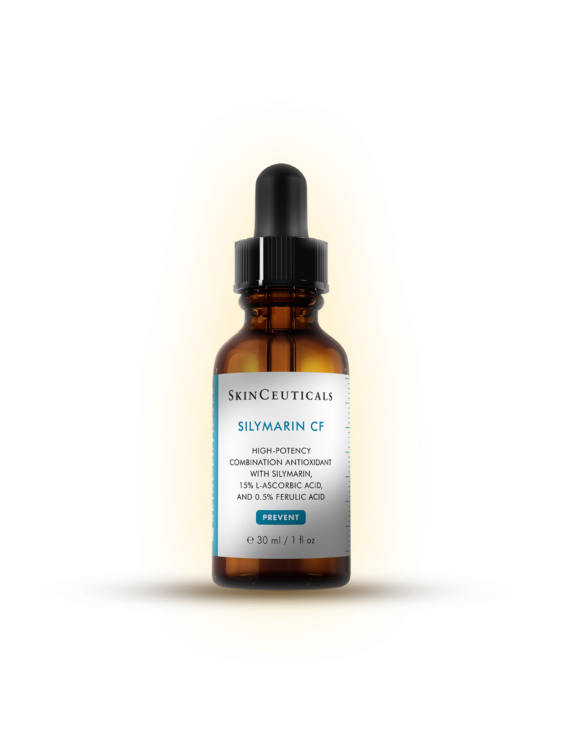 SKINCEUTICALS
SILYMARIN CF
HIGH-POTENCY
COMBINATION ANTIOXIDANT
WITH SILYMARIN,
15% L-ASCORBIC ACID,
AND 0.5% FERULIC ACID
PREVENT
℮ 30 ml / 1 fl oz